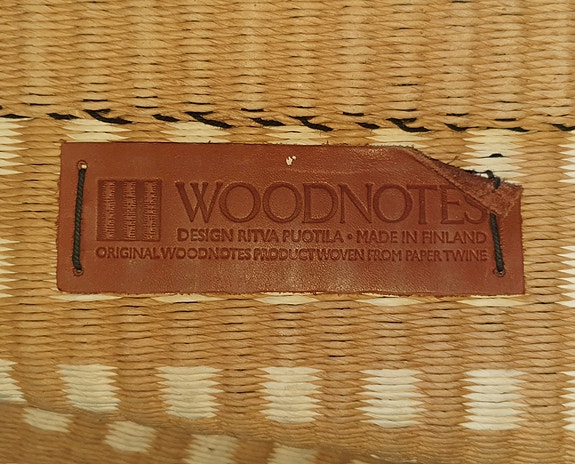 WOODNOTES
DESIGN RITVA PUOTILA • MADE IN FINLAND
ORIGINAL WOODNOTES PRODUCT WOVEN FROM PAPER TWINE